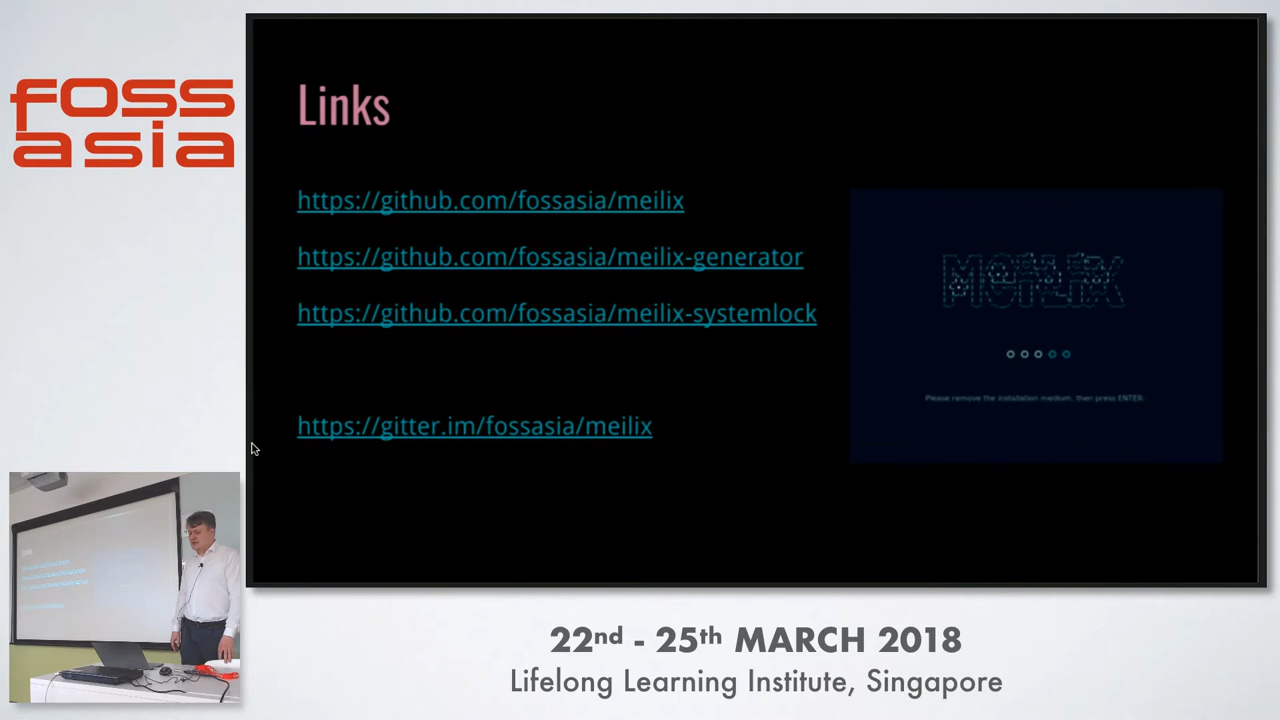 foss
asia
Links
https://github.com/fossasia/meilix
https://github.com/fossasia/meilix-generator
https://github.com/fossasia/meilix-systemlock
https://gitter.im/fossasia/meilix
MEILIX
Please remove the installation medium, then press ENTER.
Links
22nd - 25th MARCH 2018
Lifelong Learning Institute, Singapore